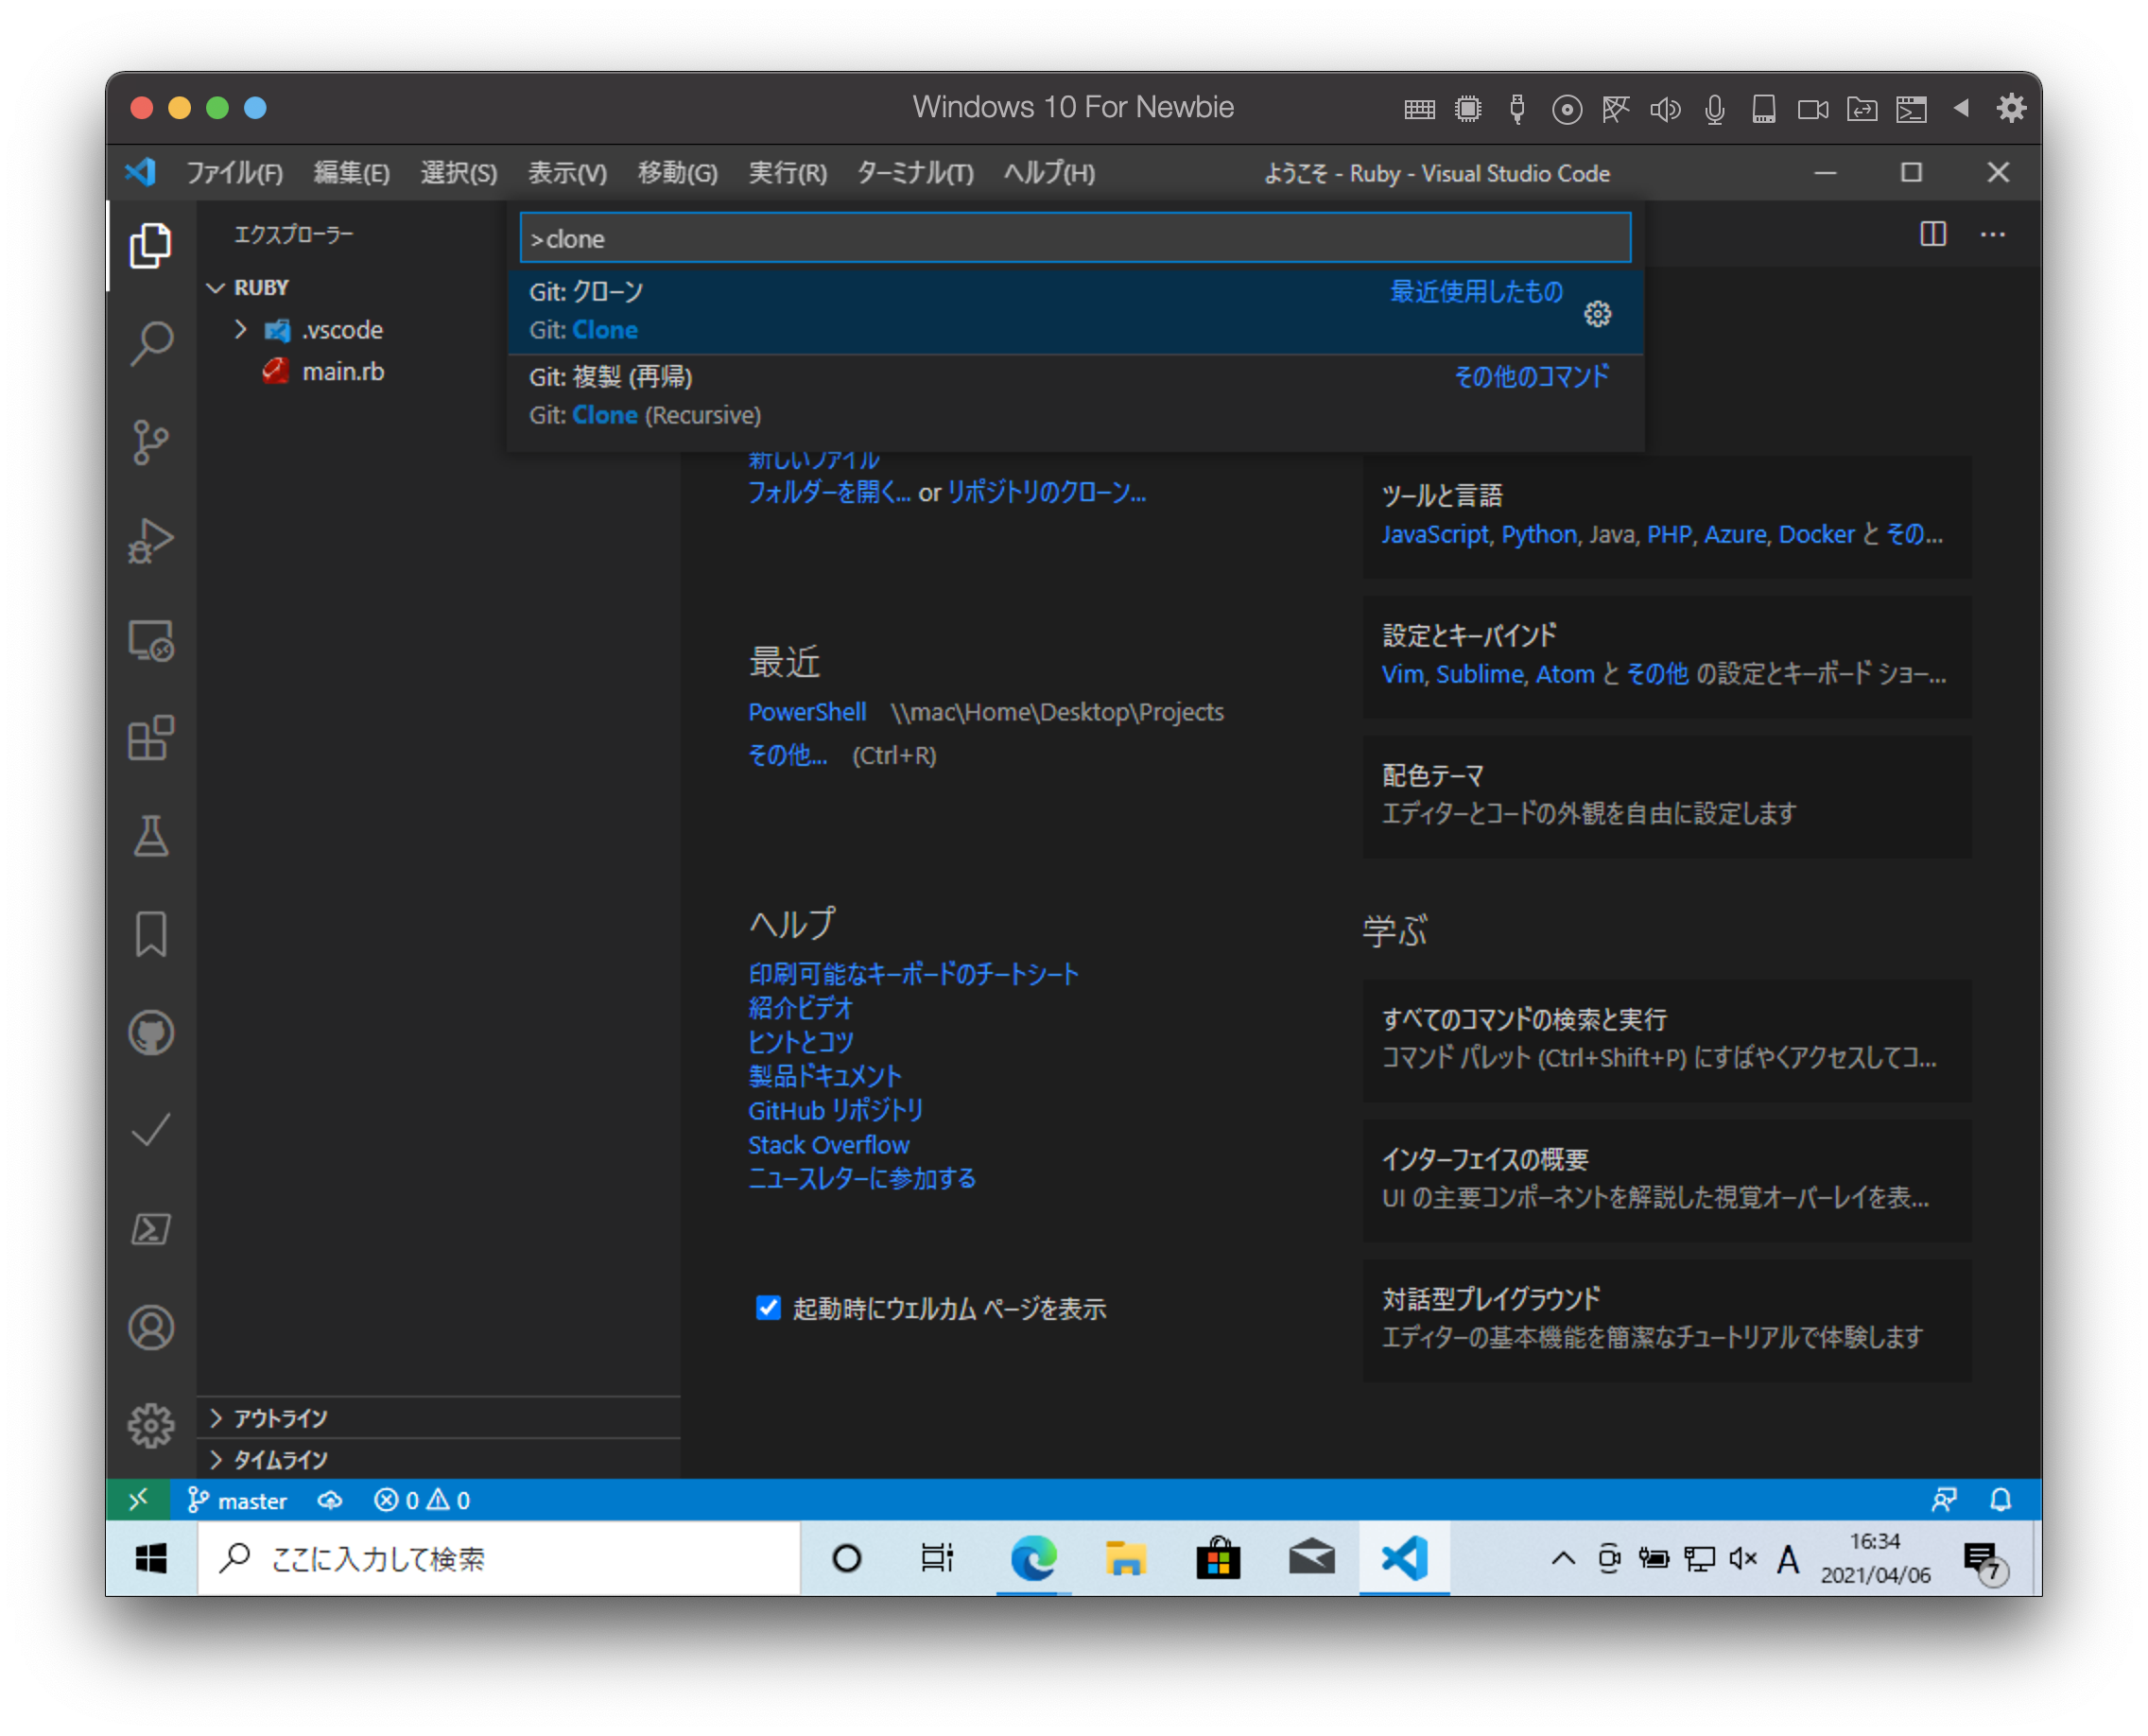 Windows 10 For Newbie
ファイル(F) 編集(E) 選択(S) 表示(V) 移動(G) 実行(R) ターミナル(T) ヘルプ(H) ようこそ - Ruby - Visual Studio Code
エクスプローラー
>clone
RUBY
.vscode
main.rb
Git: クローン 最近使用したもの
Git: Clone
Git: 複製 (再帰) その他のコマンド
Git: Clone (Recursive)
新しいファイル
フォルダーを開く... or リポジトリのクローン...
最近
PowerShell \\mac\Home\Desktop\Projects
その他... (Ctrl+R)
ヘルプ
印刷可能なキーボードのチートシート
紹介ビデオ
ヒントとコツ
製品ドキュメント
GitHub リポジトリ
Stack Overflow
ニュースレターに参加する
起動時にウェルカム ページを表示
ツールと言語
JavaScript, Python, Java, PHP, Azure, Docker と その...
設定とキーバインド
Vim, Sublime, Atom と その他 の設定とキーボード ショー...
配色テーマ
エディターとコードの外観を自由に設定します
学ぶ
すべてのコマンドの検索と実行
コマンド パレット (Ctrl+Shift+P) にすばやくアクセスしてコ...
インターフェイスの概要
UI の主要コンポーネントを解説した視覚オーバーレイを表...
対話型プレイグラウンド
エディターの基本機能を簡潔なチュートリアルで体験します
アウトライン
タイムライン
master 0 0
ここに入力して検索
A
16:34
2021/04/06
7